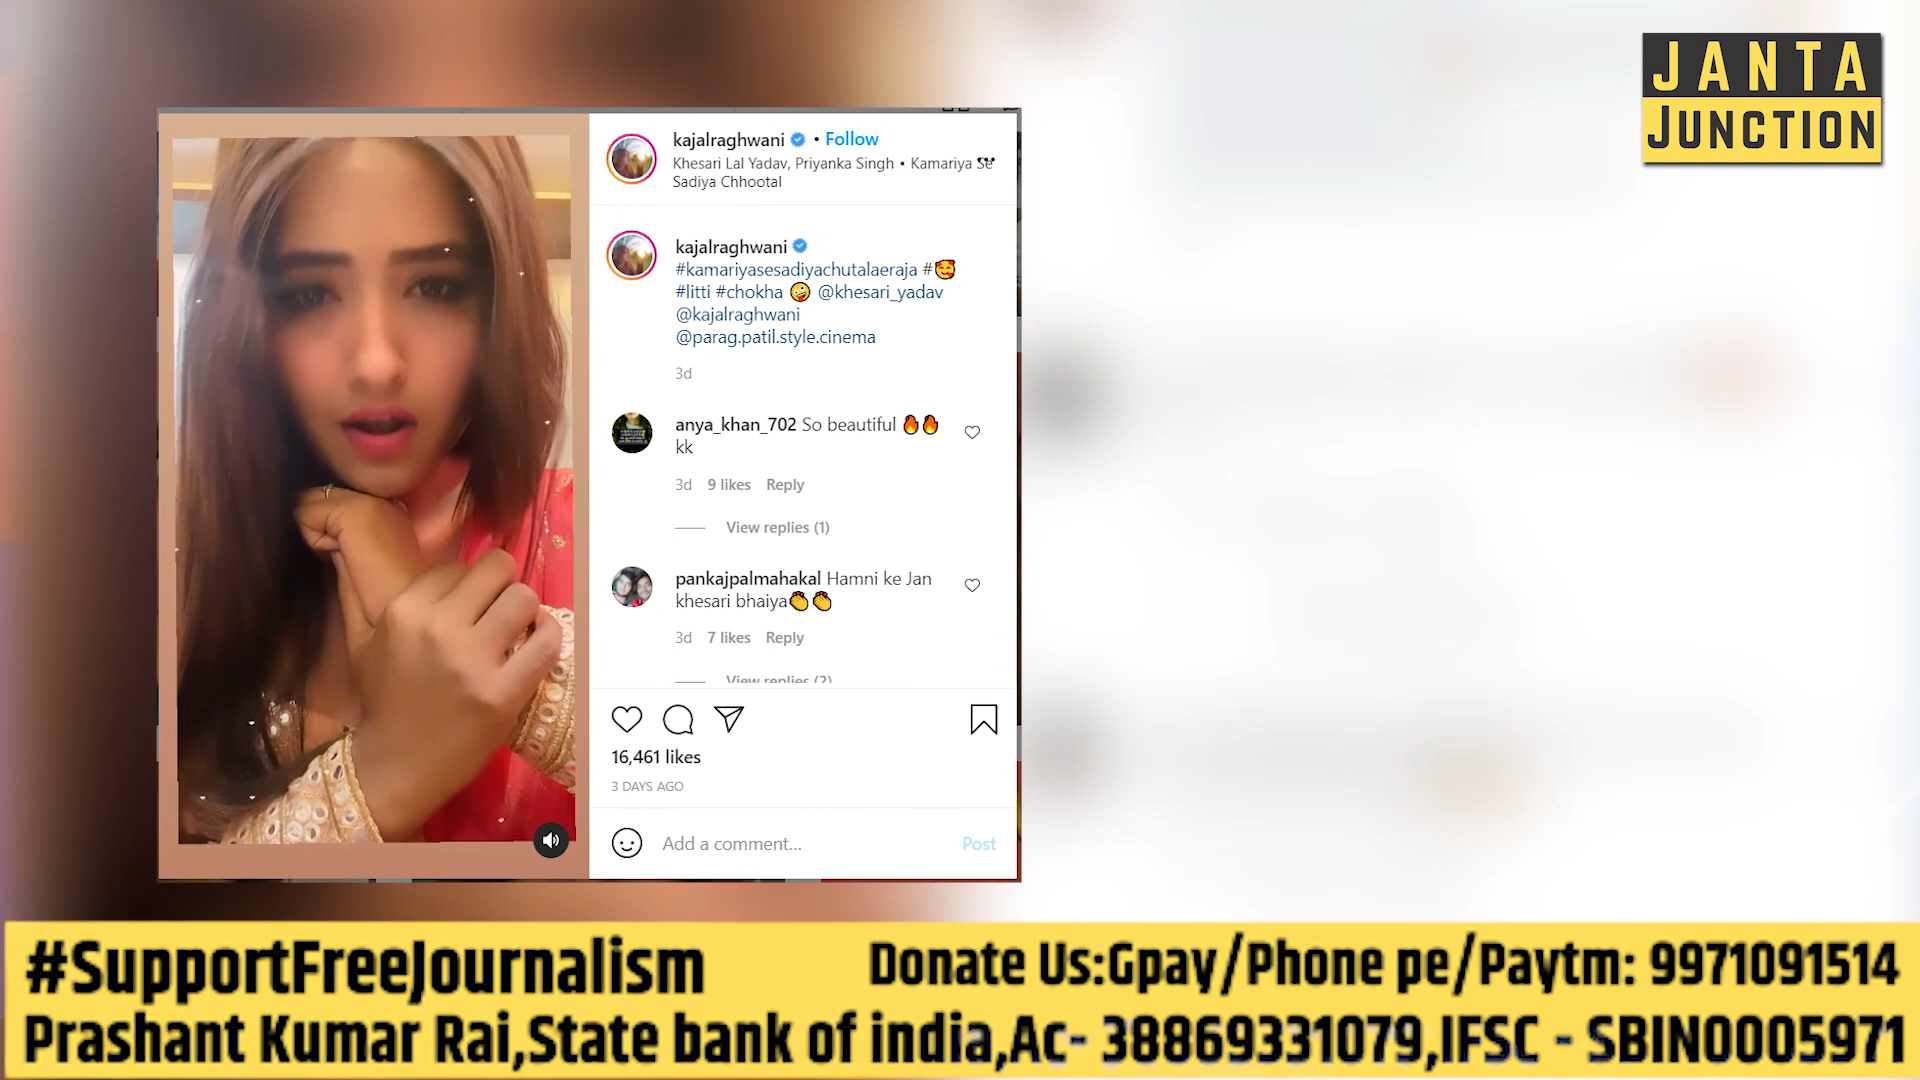 JANTA
JUNCTION
kajalraghwani • Follow
Khesari Lal Yadav, Priyanka Singh • Kamariya Se
Sadiya Chhootal
kajalraghwani
#kamariyasesadiyachutalaeraja #🥰
#litti #chokha 🤪 @khesari_yadav
@kajalraghwani
@parag.patil.style.cinema
3d
anya_khan_702 So beautiful 🔥🔥
kk
3d 9 likes Reply
View replies (1)
pankajpalmahakal Hamni ke Jan
khesari bhaiya👏👏
3d 7 likes Reply
View replies (2)
16,461 likes
3 DAYS AGO
Add a comment... Post
#SupportFreeJournalism Donate Us:Gpay/Phone pe/Paytm: 9971091514
Prashant Kumar Rai,State bank of india,Ac- 38869331079,IFSC - SBIN0005971